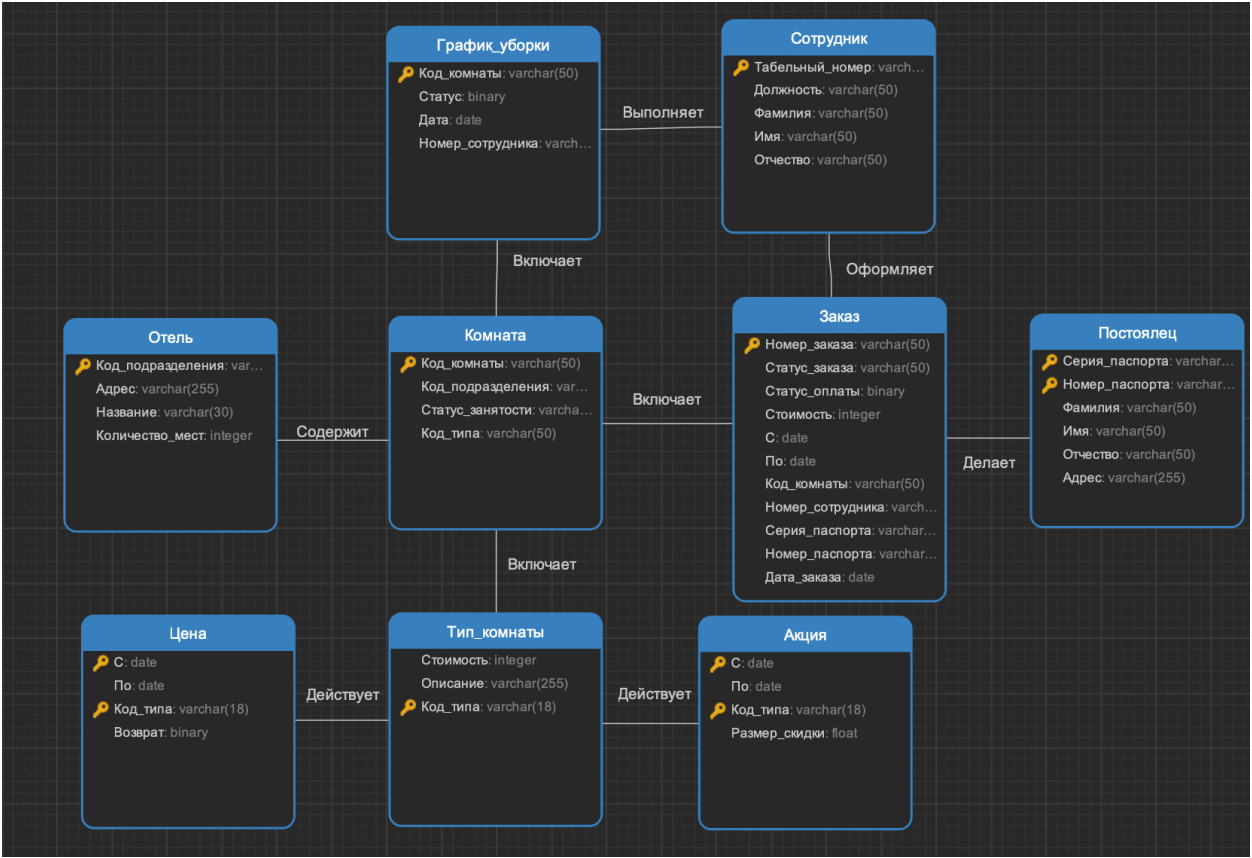 График_уборки
Код_комнаты: varchar(50)
Статус: binary
Дата: date
Номер_сотрудника: varch...
Выполняет
Сотрудник
Табельный_номер: varch...
Должность: varchar(50)
Фамилия: varchar(50)
Имя: varchar(50)
Отчество: varchar(50)
Включает
Оформляет
Отель
Код_подразделения: var...
Адрес: varchar(255)
Название: varchar(30)
Количество_мест: integer
Содержит
Комната
Код_комнаты: varchar(50)
Код_подразделения: var...
Статус_занятости: varcha...
Код_типа: varchar(50)
Включает
Заказ
Номер_заказа: varchar(50)
Статус_заказа: varchar(50)
Статус_оплаты: binary
Стоимость: integer
С: date
По: date
Код_комнаты: varchar(50)
Номер_сотрудника: varch...
Серия_паспорта: varchar...
Номер_паспорта: varchar...
Дата_заказа: date
Делает
Постоялец
Серия_паспорта: varchar...
Номер_паспорта: varchar...
Фамилия: varchar(50)
Имя: varchar(50)
Отчество: varchar(50)
Адрес: varchar(255)
Включает
Цена
С: date
По: date
Код_типа: varchar(18)
Возврат: binary
Действует
Тип_комнаты
Стоимость: integer
Описание: varchar(255)
Код_типа: varchar(18)
Действует
Акция
С: date
По: date
Код_типа: varchar(18)
Размер_скидки: float